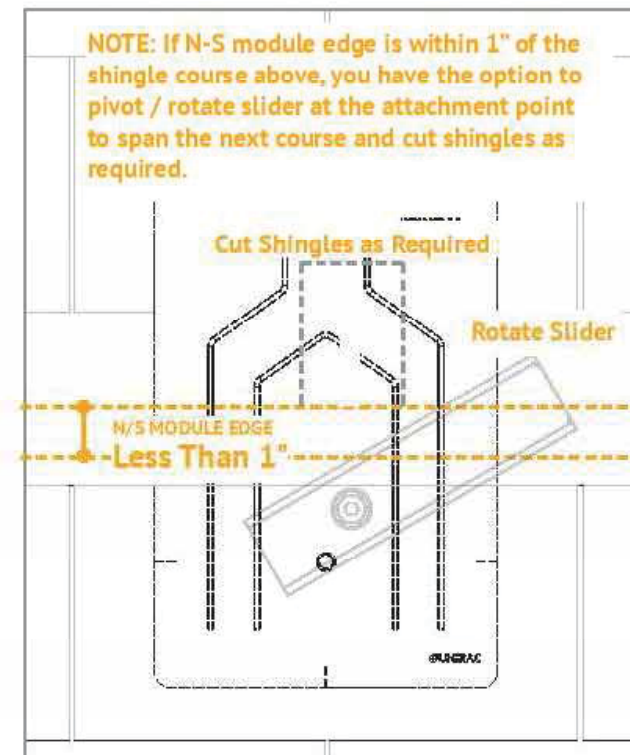 NOTE: If N-S module edge is within 1" of the
shingle course above, you have the option to
pivot / rotate slider at the attachment point
to span the next course and cut shingles as
required.
Cut Shingles as Required
Rotate Slider
N/S MODULE EDGE
Less Than 1"
UNIRAC